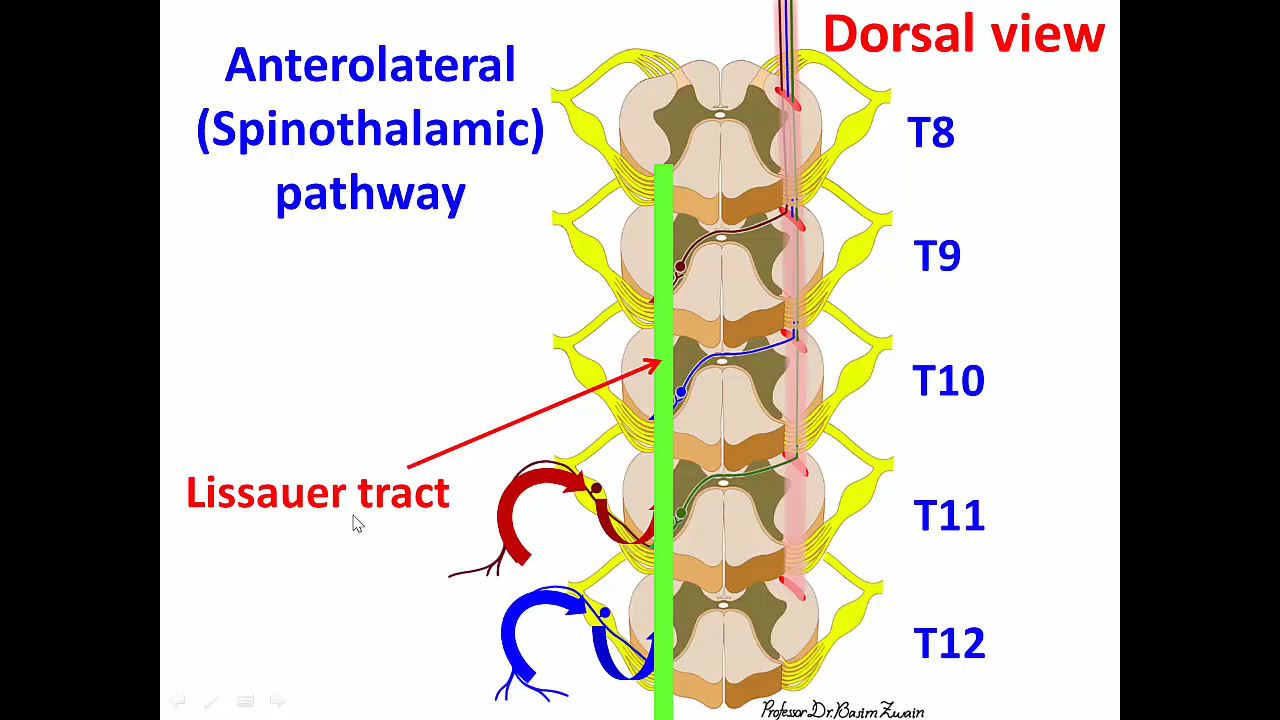 Anterolateral
(Spinothalamic)
pathway
Dorsal view
T8
T9
T10
Lissauer tract
T11
T12
Professor Dr. Basim Zwain